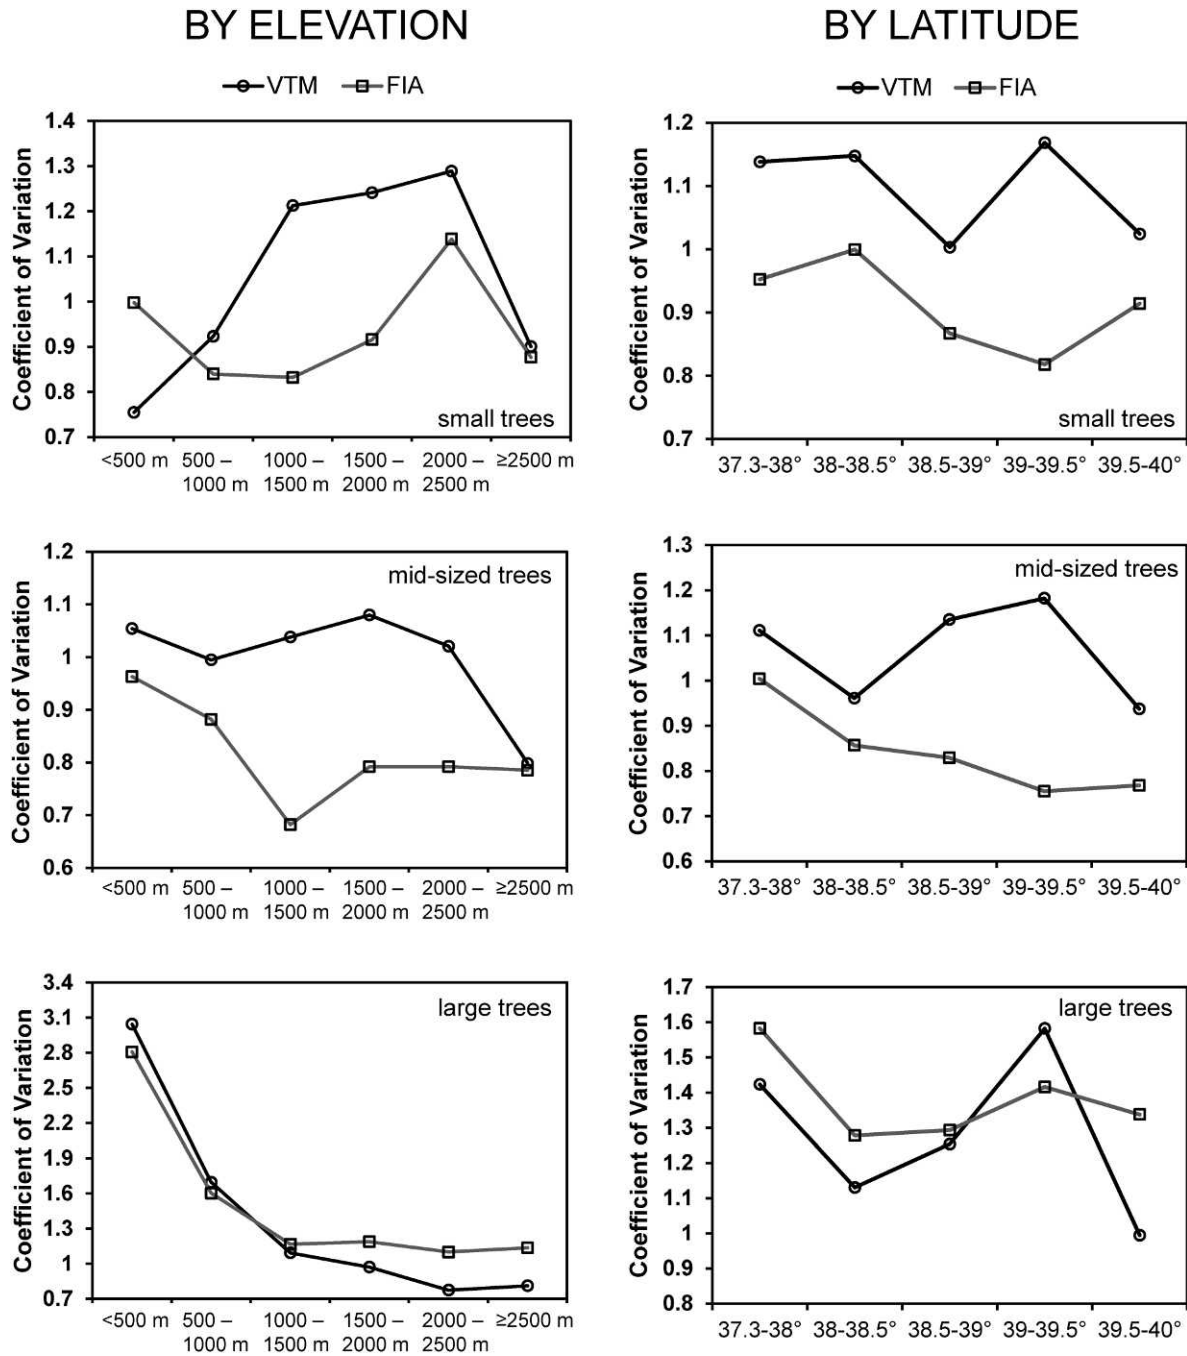 BY ELEVATION
VTM FIA
Coefficient of Variation
1.4
1.3
1.2
1.1
1
0.9
0.8
0.7
small trees
<500 m 500 – 1000 – 1500 – 2000 – ≥2500 m
1000 m 1500 m 2000 m 2500 m
BY LATITUDE
VTM FIA
Coefficient of Variation
1.2
1.1
1
0.9
0.8
0.7
small trees
37.3-38° 38-38.5° 38.5-39° 39-39.5° 39.5-40°
Coefficient of Variation
1.2
1.1
1
0.9
0.8
0.7
0.6
mid-sized trees
<500 m 500 – 1000 – 1500 – 2000 – ≥2500 m
1000 m 1500 m 2000 m 2500 m
Coefficient of Variation
1.3
1.2
1.1
1
0.9
0.8
0.7
0.6
mid-sized trees
37.3-38° 38-38.5° 38.5-39° 39-39.5° 39.5-40°
Coefficient of Variation
3.4
3.1
2.8
2.5
2.2
1.9
1.6
1.3
1
0.7
large trees
<500 m 500 – 1000 – 1500 – 2000 – ≥2500 m
1000 m 1500 m 2000 m 2500 m
Coefficient of Variation
1.7
1.6
1.5
1.4
1.3
1.2
1.1
1
0.9
0.8
large trees
37.3-38° 38-38.5° 38.5-39° 39-39.5° 39.5-40°